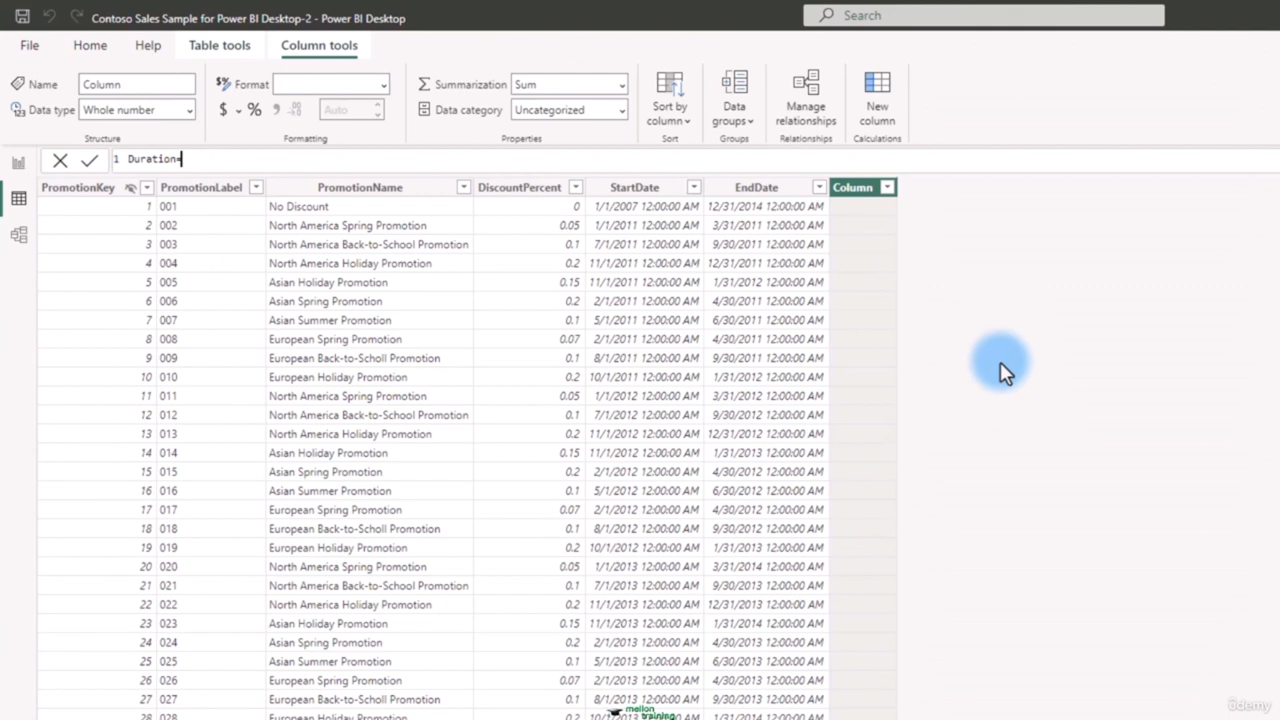 Contoso Sales Sample for Power BI Desktop-2 - Power BI Desktop
Search
File Home Help Table tools Column tools
Name Column
Data type Whole number
Structure
Format
$ % Auto
Formatting
Summarization Sum
Data category Uncategorized
Properties
Sort by column
Sort
Data groups
Groups
Manage relationships
Relationships
New column
Calculations
1 Duration=
PromotionKey PromotionLabel PromotionName DiscountPercent StartDate EndDate Column
1 001 No Discount 0 1/1/2007 12:00:00 AM 12/31/2014 12:00:00 AM
2 002 North America Spring Promotion 0.05 1/1/2011 12:00:00 AM 3/31/2011 12:00:00 AM
3 003 North America Back-to-School Promotion 0.1 7/1/2011 12:00:00 AM 9/30/2011 12:00:00 AM
4 004 North America Holiday Promotion 0.2 11/1/2011 12:00:00 AM 12/31/2011 12:00:00 AM
5 005 Asian Holiday Promotion 0.15 11/1/2011 12:00:00 AM 1/31/2012 12:00:00 AM
6 006 Asian Spring Promotion 0.2 2/1/2011 12:00:00 AM 4/30/2011 12:00:00 AM
7 007 Asian Summer Promotion 0.1 5/1/2011 12:00:00 AM 6/30/2011 12:00:00 AM
8 008 European Spring Promotion 0.07 2/1/2011 12:00:00 AM 4/30/2011 12:00:00 AM
9 009 European Back-to-Scholl Promotion 0.1 8/1/2011 12:00:00 AM 9/30/2011 12:00:00 AM
10 010 European Holiday Promotion 0.2 10/1/2011 12:00:00 AM 1/31/2012 12:00:00 AM
11 011 North America Spring Promotion 0.05 1/1/2012 12:00:00 AM 3/31/2012 12:00:00 AM
12 012 North America Back-to-School Promotion 0.1 7/1/2012 12:00:00 AM 9/30/2012 12:00:00 AM
13 013 North America Holiday Promotion 0.2 11/1/2012 12:00:00 AM 12/31/2012 12:00:00 AM
14 014 Asian Holiday Promotion 0.15 11/1/2012 12:00:00 AM 1/31/2013 12:00:00 AM
15 015 Asian Spring Promotion 0.2 2/1/2012 12:00:00 AM 4/30/2012 12:00:00 AM
16 016 Asian Summer Promotion 0.1 5/1/2012 12:00:00 AM 6/30/2012 12:00:00 AM
17 017 European Spring Promotion 0.07 2/1/2012 12:00:00 AM 4/30/2012 12:00:00 AM
18 018 European Back-to-Scholl Promotion 0.1 8/1/2012 12:00:00 AM 9/30/2012 12:00:00 AM
19 019 European Holiday Promotion 0.2 10/1/2012 12:00:00 AM 1/31/2013 12:00:00 AM
20 020 North America Spring Promotion 0.05 1/1/2013 12:00:00 AM 3/31/2014 12:00:00 AM
21 021 North America Back-to-School Promotion 0.1 7/1/2013 12:00:00 AM 9/30/2013 12:00:00 AM
22 022 North America Holiday Promotion 0.2 11/1/2013 12:00:00 AM 12/31/2013 12:00:00 AM
23 023 Asian Holiday Promotion 0.15 11/1/2013 12:00:00 AM 1/31/2014 12:00:00 AM
24 024 Asian Spring Promotion 0.2 2/1/2013 12:00:00 AM 4/30/2013 12:00:00 AM
25 025 Asian Summer Promotion 0.1 5/1/2013 12:00:00 AM 6/30/2013 12:00:00 AM
26 026 European Spring Promotion 0.07 2/1/2013 12:00:00 AM 4/30/2013 12:00:00 AM
27 027 European Back-to-Scholl Promotion 0.1 8/1/2013 12:00:00 AM 9/30/2013 12:00:00 AM
28 028 European Holiday Promotion 0.2 12:00:00 AM 1/31/2014 12:00:00 AM
mellon
training
ûdemy